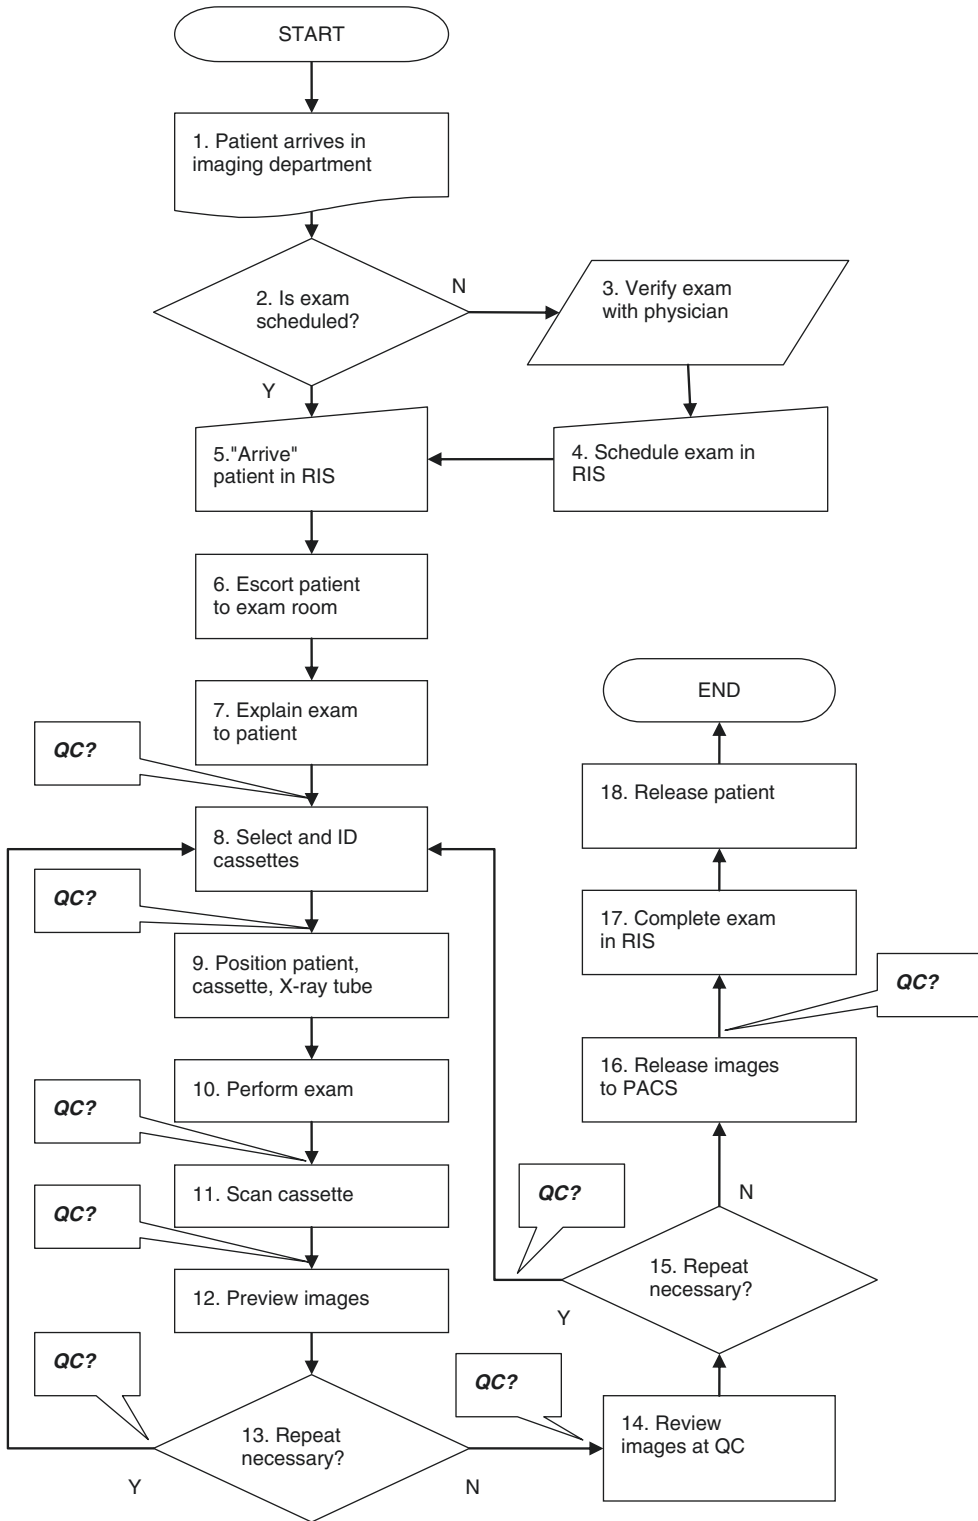 START
1. Patient arrives in
imaging department
2. Is exam
scheduled?
N
Y
3. Verify exam
with physician
4. Schedule exam in
RIS
5."Arrive"
patient in RIS
6. Escort patient
to exam room
7. Explain exam
to patient
QC?
8. Select and ID
cassettes
QC?
9. Position patient,
cassette, X-ray tube
10. Perform exam
QC?
11. Scan cassette
QC?
12. Preview images
QC?
13. Repeat
necessary?
Y
N
QC?
14. Review
images at QC
15. Repeat
necessary?
Y
N
QC?
16. Release images
to PACS
QC?
17. Complete exam
in RIS
18. Release patient
END